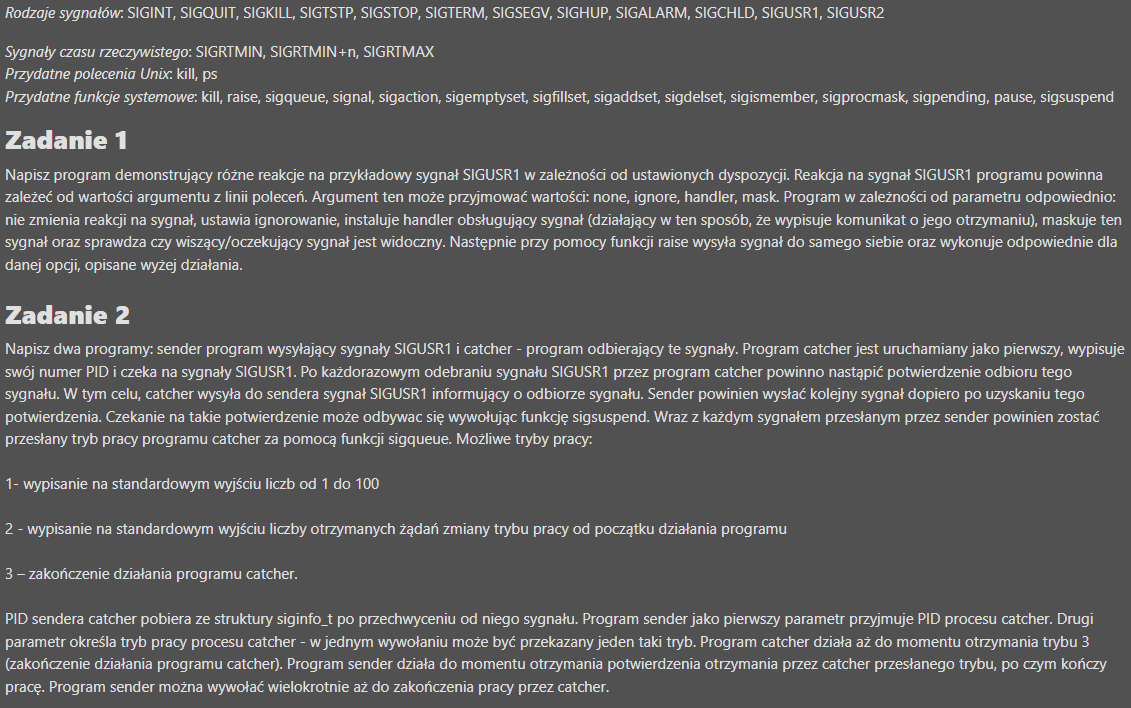 Rodzaje sygnałów: SIGINT, SIGQUIT, SIGKILL, SIGTSTP, SIGSTOP, SIGTERM, SIGSEGV, SIGHUP, SIGALARM, SIGCHLD, SIGUSR1, SIGUSR2
Sygnały czasu rzeczywistego: SIGRTMIN, SIGRTMIN+n, SIGRTMAX
Przydatne polecenia Unix: kill, ps
Przydatne funkcje systemowe: kill, raise, sigqueue, signal, sigaction, sigemptyset, sigfillset, sigaddset, sigdelset, sigismember, sigprocmask, sigpending, pause, sigsuspend
Zadanie 1
Napisz program demonstrujący różne reakcje na przykładowy sygnał SIGUSR1 w zależności od ustawionych dyspozycji. Reakcja na sygnał SIGUSR1 programu powinna
zależeć od wartości argumentu z linii poleceń. Argument ten może przyjmować wartości: none, ignore, handler, mask. Program w zależności od parametru odpowiednio:
nie zmienia reakcji na sygnał, ustawia ignorowanie, instaluje handler obsługujący sygnał (działający w ten sposób, że wypisuje komunikat o jego otrzymaniu), maskuje ten
sygnał oraz sprawdza czy wiszący/oczekujący sygnał jest widoczny. Następnie przy pomocy funkcji raise wysyła sygnał do samego siebie oraz wykonuje odpowiednie dla
danej opcji, opisane wyżej działania.
Zadanie 2
Napisz dwa programy: sender program wysyłający sygnały SIGUSR1 i catcher - program odbierający te sygnały. Program catcher jest uruchamiany jako pierwszy, wypisuje
swój numer PID i czeka na sygnały SIGUSR1. Po każdorazowym odebraniu sygnału SIGUSR1 przez program catcher powinno nastąpić potwierdzenie odbioru tego
sygnału. W tym celu, catcher wysyła do sendera sygnał SIGUSR1 informujący o odbiorze sygnału. Sender powinien wysłać kolejny sygnał dopiero po uzyskaniu tego
potwierdzenia. Czekanie na takie potwierdzenie może odbywac się wywołując funkcję sigsuspend. Wraz z każdym sygnałem przesłanym przez sender powinien zostać
przesłany tryb pracy programu catcher za pomocą funkcji sigqueue. Możliwe tryby pracy:
1- wypisanie na standardowym wyjściu liczb od 1 do 100
2 - wypisanie na standardowym wyjściu liczby otrzymanych żądań zmiany trybu pracy od początku działania programu
3 – zakończenie działania programu catcher.
PID sendera catcher pobiera ze struktury siginfo_t po przechwyceniu od niego sygnału. Program sender jako pierwszy parametr przyjmuje PID procesu catcher. Drugi
parametr określa tryb pracy procesu catcher - w jednym wywołaniu może być przekazany jeden taki tryb. Program catcher działa aż do momentu otrzymania trybu 3
(zakończenie działania programu catcher). Program sender działa do momentu otrzymania potwierdzenia otrzymania przez catcher przesłanego trybu, po czym kończy
pracę. Program sender można wywołać wielokrotnie aż do zakończenia pracy przez catcher.